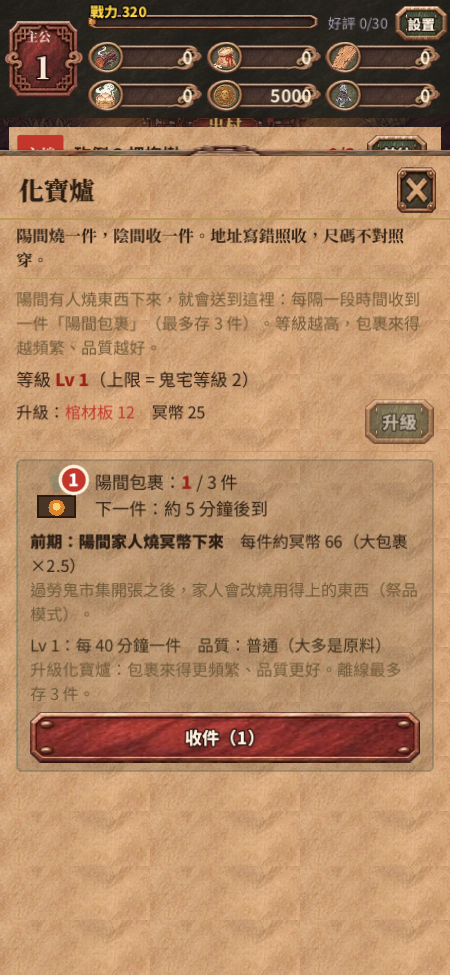 戰力.320
好評 0/30
設置
主公
1
0
0
0
0
5000
0
化寶爐
陽間燒一件，陰間收一件。地址寫錯照收，尺碼不對照
穿。
陽間有人燒東西下來，就會送到這裡：每隔一段時間收到
一件「陽間包裹」（最多存 3 件）。等級越高，包裹來得
越頻繁、品質越好。
等級 Lv 1（上限 = 鬼宅等級 2）
升級：棺材板 12　冥幣 25
升級
1
陽間包裹：1 / 3 件
下一件：約 5 分鐘後到
前期：陽間家人燒冥幣下來　每件約冥幣 66（大包裹
×2.5）
過勞鬼市集開張之後，家人會改燒用得上的東西（祭品
模式）。
Lv 1：每 40 分鐘一件　品質：普通（大多是原料）
升級化寶爐：包裹來得更頻繁、品質更好。離線最多
存 3 件。
收件（1）